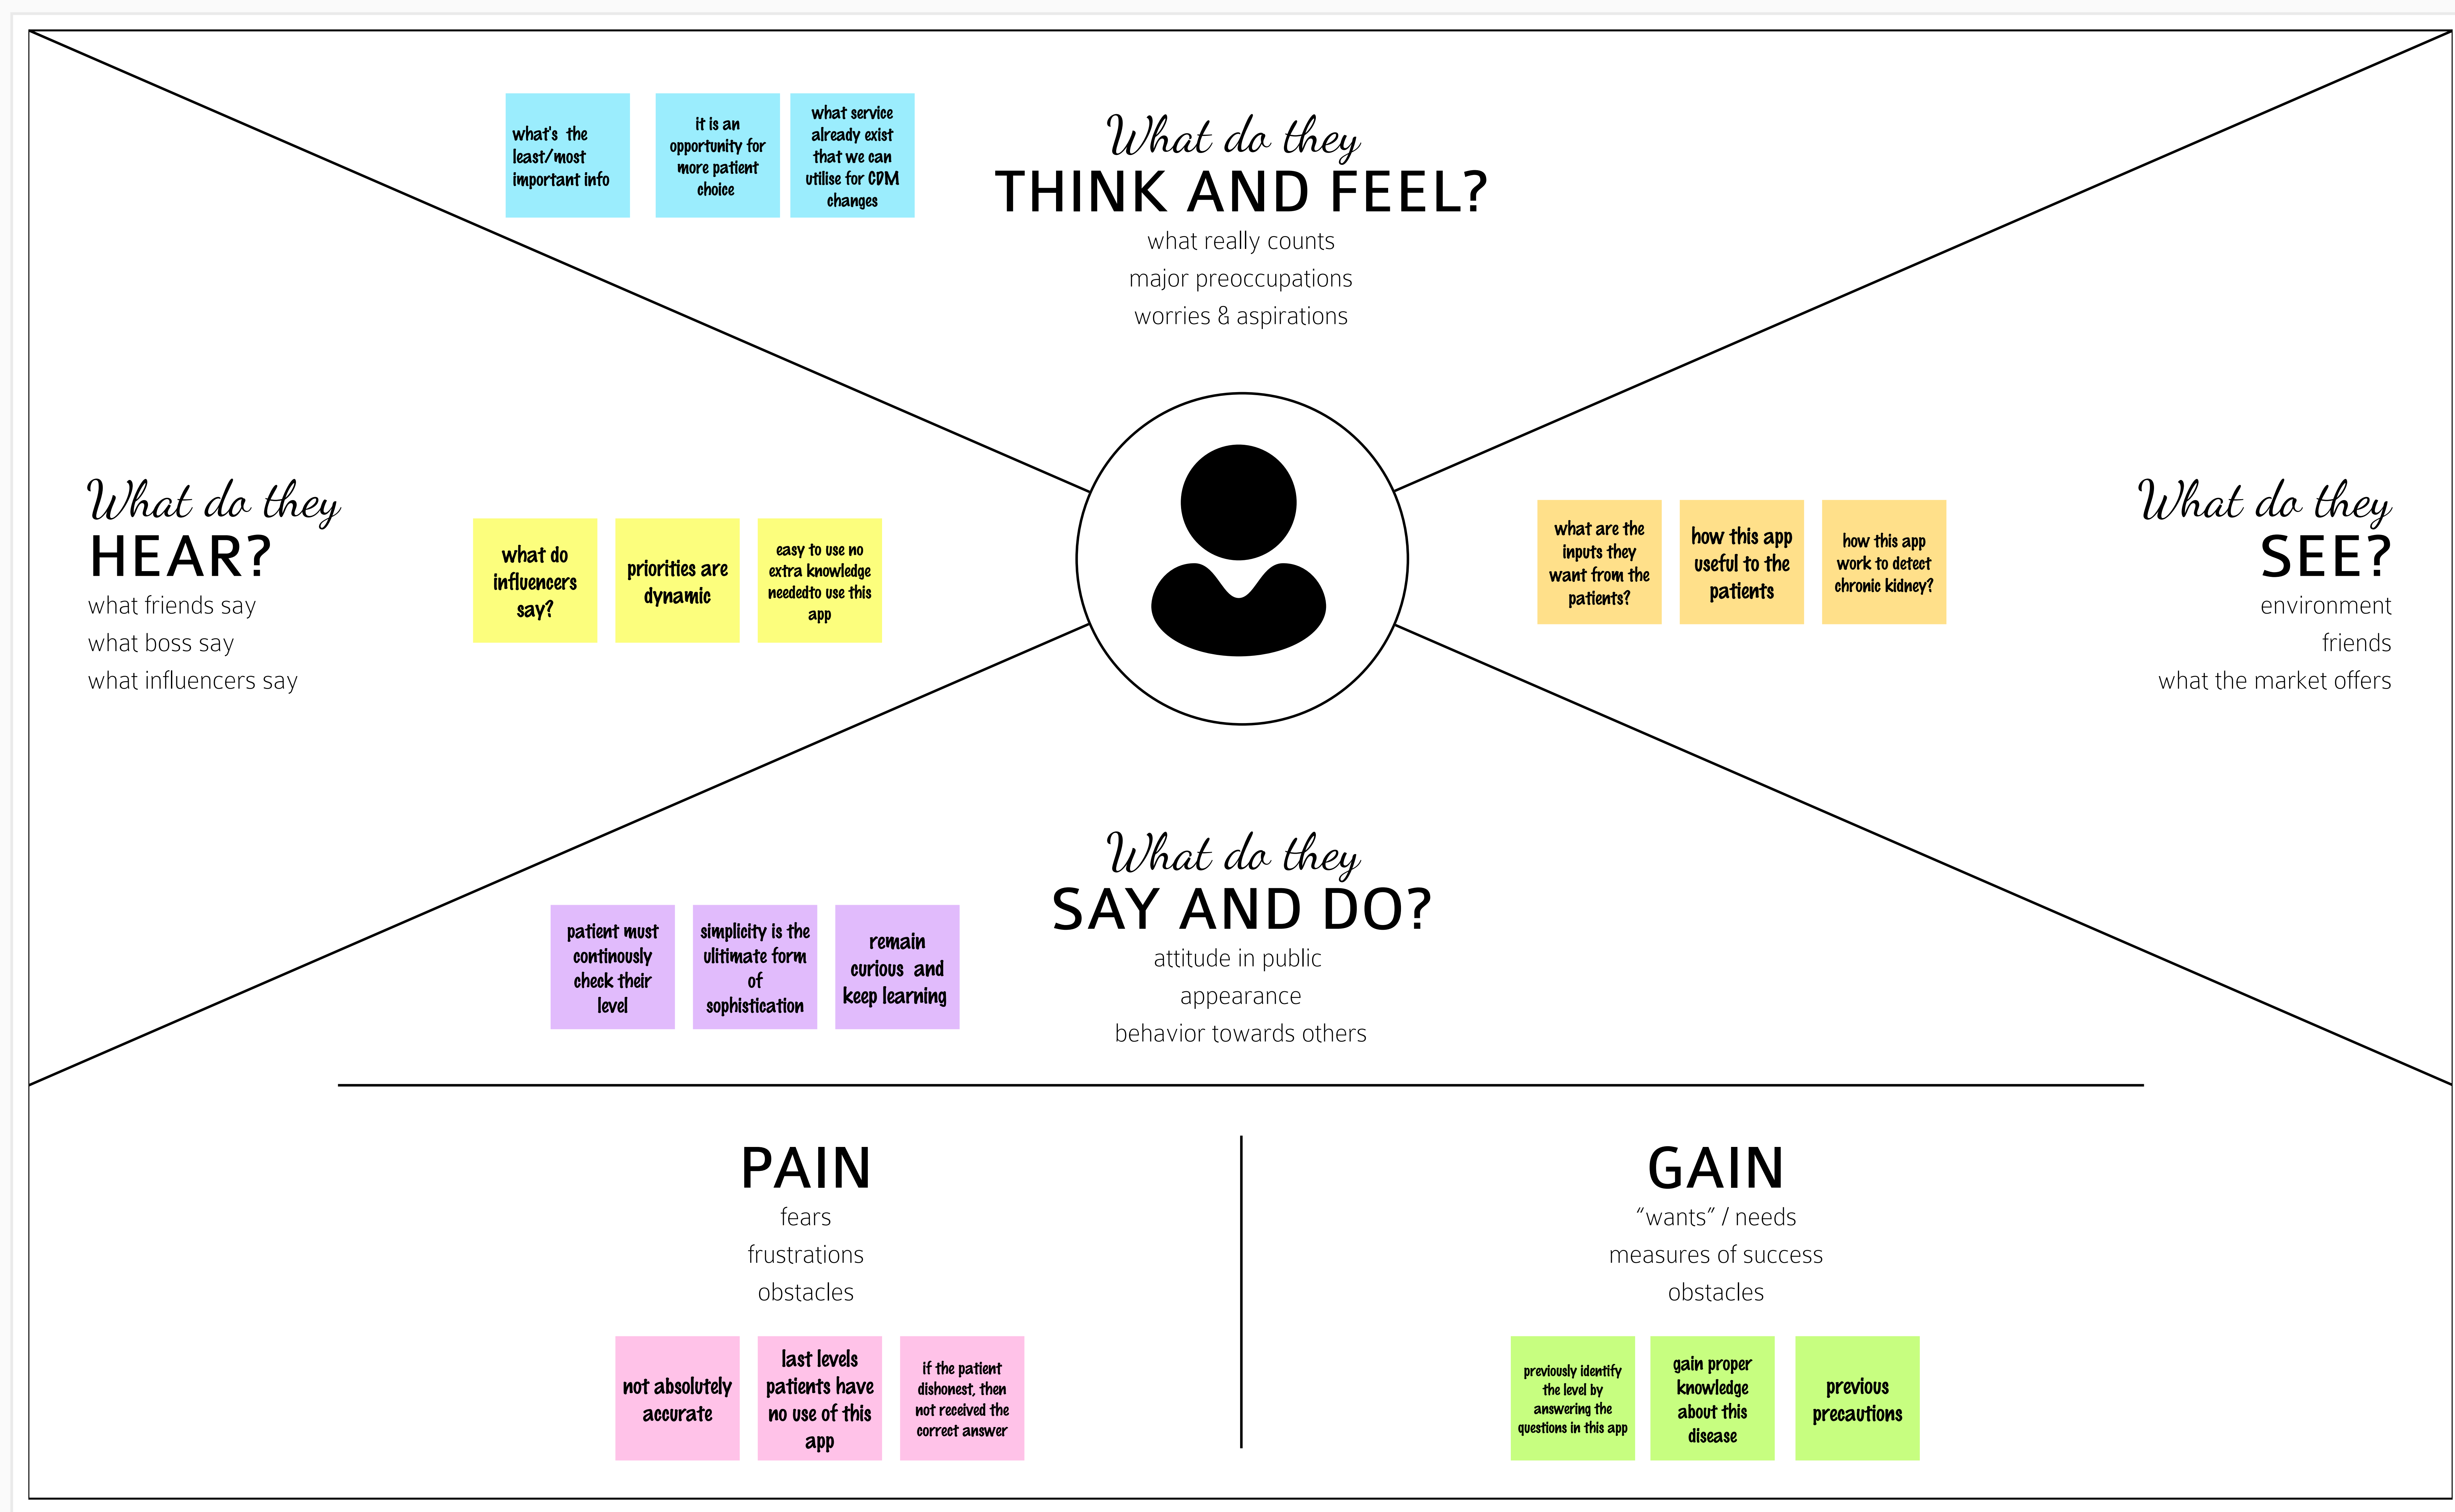 what's the
least/most
important info
it is an
opportunity for
more patient
choice
what service
already exist
that we can
utilise for CDM
changes
What do they
THINK AND FEEL?
what really counts
major preoccupations
worries & aspirations
What do they
HEAR?
what friends say
what boss say
what influencers say
what do
influencers
say?
priorities are
dynamic
easy to use no
extra knowledge
neededto use this
app
what are the
inputs they
want from the
patients?
how this app
useful to the
patients
how this app
work to detect
chronic kidney?
What do they
SEE?
environment
friends
what the market offers
What do they
SAY AND DO?
attitude in public
appearance
behavior towards others
patient must
continously
check their
level
simplicity is the
ulitimate form
of
sophistication
remain
curious and
keep learning
PAIN
fears
frustrations
obstacles
not absolutely
accurate
last levels
patients have
no use of this
app
if the patient
dishonest, then
not received the
correct answer
GAIN
"wants" / needs
measures of success
obstacles
previously identify
the level by
answering the
questions in this app
gain proper
knowledge
about this
disease
previous
precautions